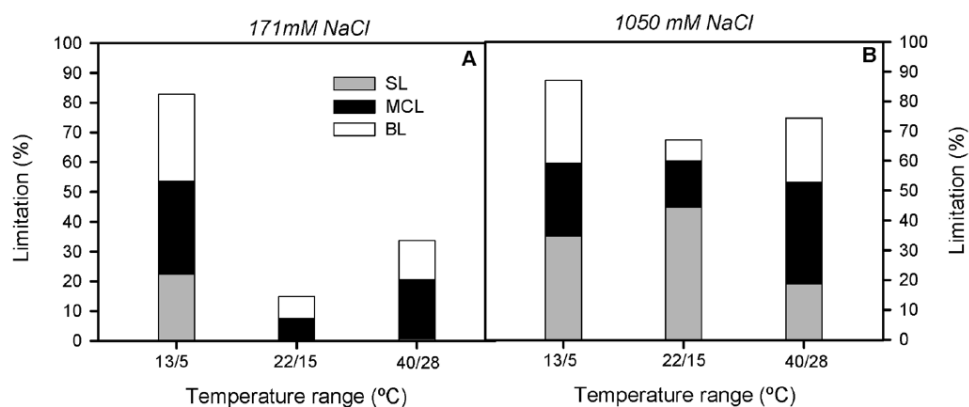 171mM NaCl
1050 mM NaCl
A
B
SL
MCL
BL
Limitation (%)
100
90
80
70
60
50
40
30
20
10
0
13/5
22/15
40/28
Temperature range (ºC)
100
90
80
70
60
50
40
30
20
10
0
Limitation (%)
13/5
22/15
40/28
Temperature range (ºC)